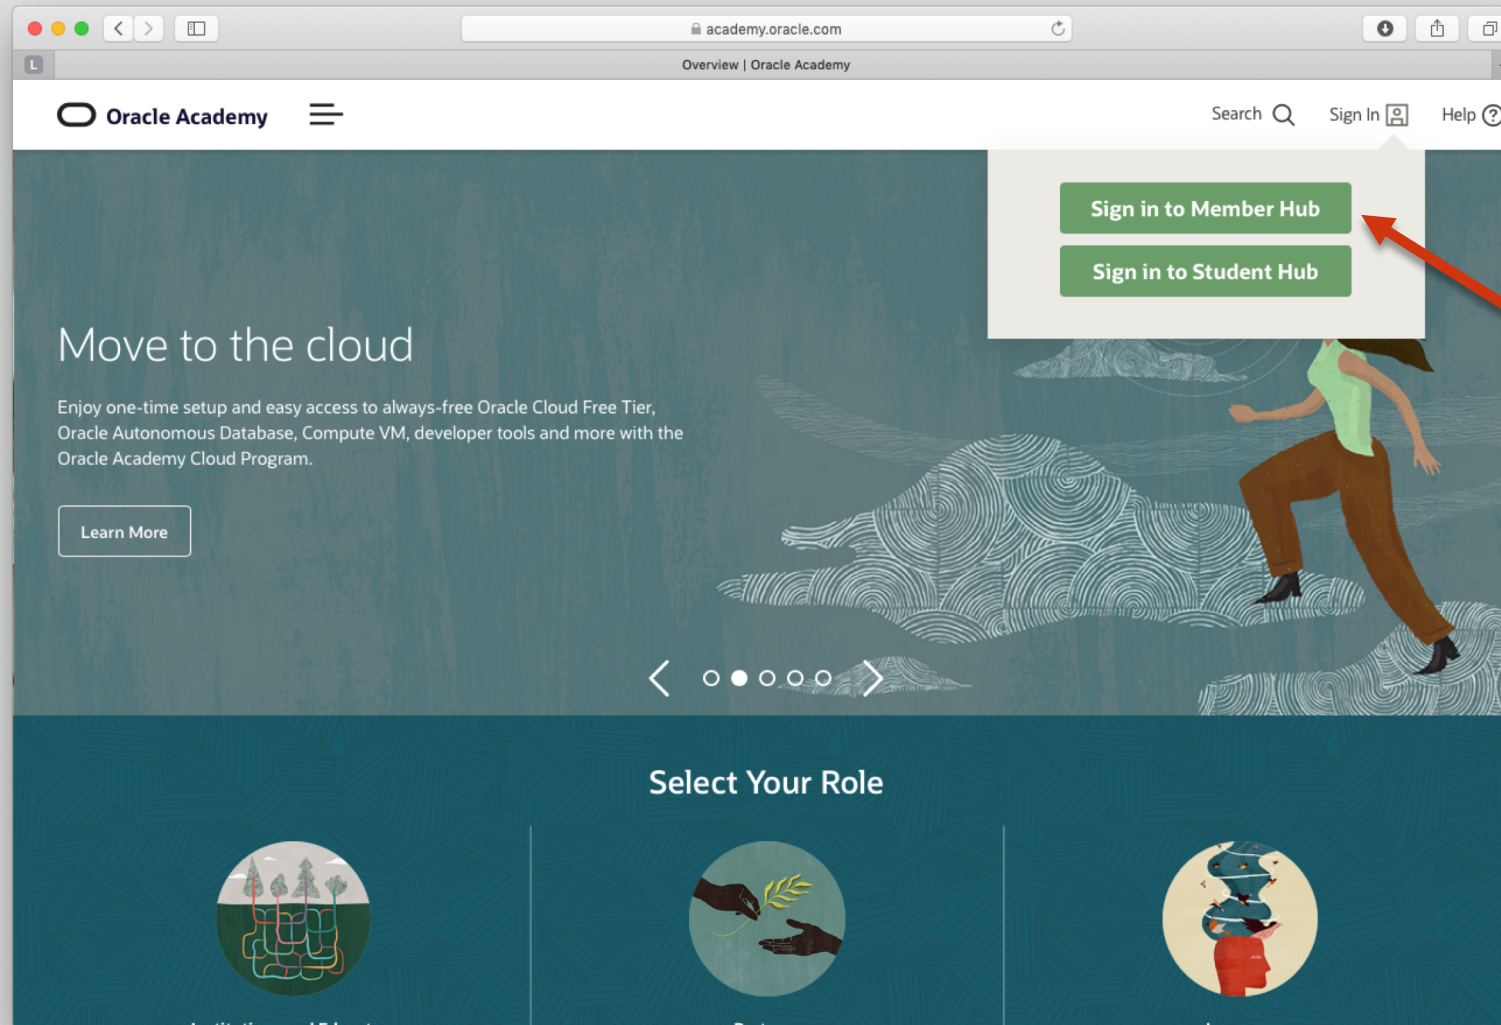 academy.oracle.com
L
Overview | Oracle Academy
Oracle Academy
Search
Sign In
Help
Sign in to Member Hub
Sign in to Student Hub
Move to the cloud
Enjoy one-time setup and easy access to always-free Oracle Cloud Free Tier,
Oracle Autonomous Database, Compute VM, developer tools and more with the
Oracle Academy Cloud Program.
Learn More
Select Your Role